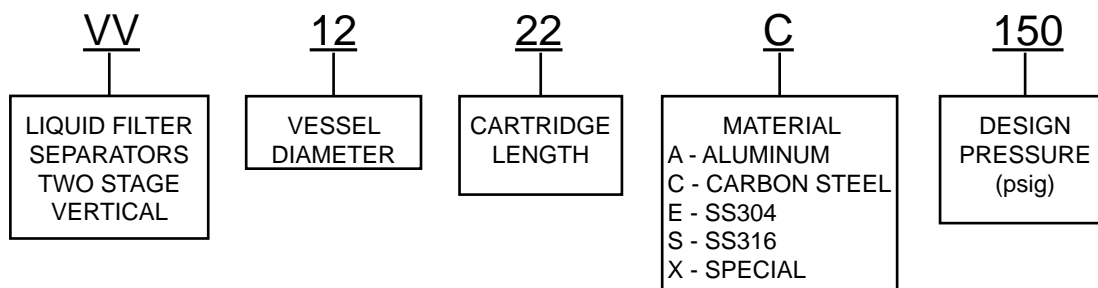 VV 12 22 C 150
LIQUID FILTER
SEPARATORS
TWO STAGE
VERTICAL
VESSEL
DIAMETER
CARTRIDGE
LENGTH
MATERIAL
A - ALUMINUM
C - CARBON STEEL
E - SS304
S - SS316
X - SPECIAL
DESIGN
PRESSURE
(psig)